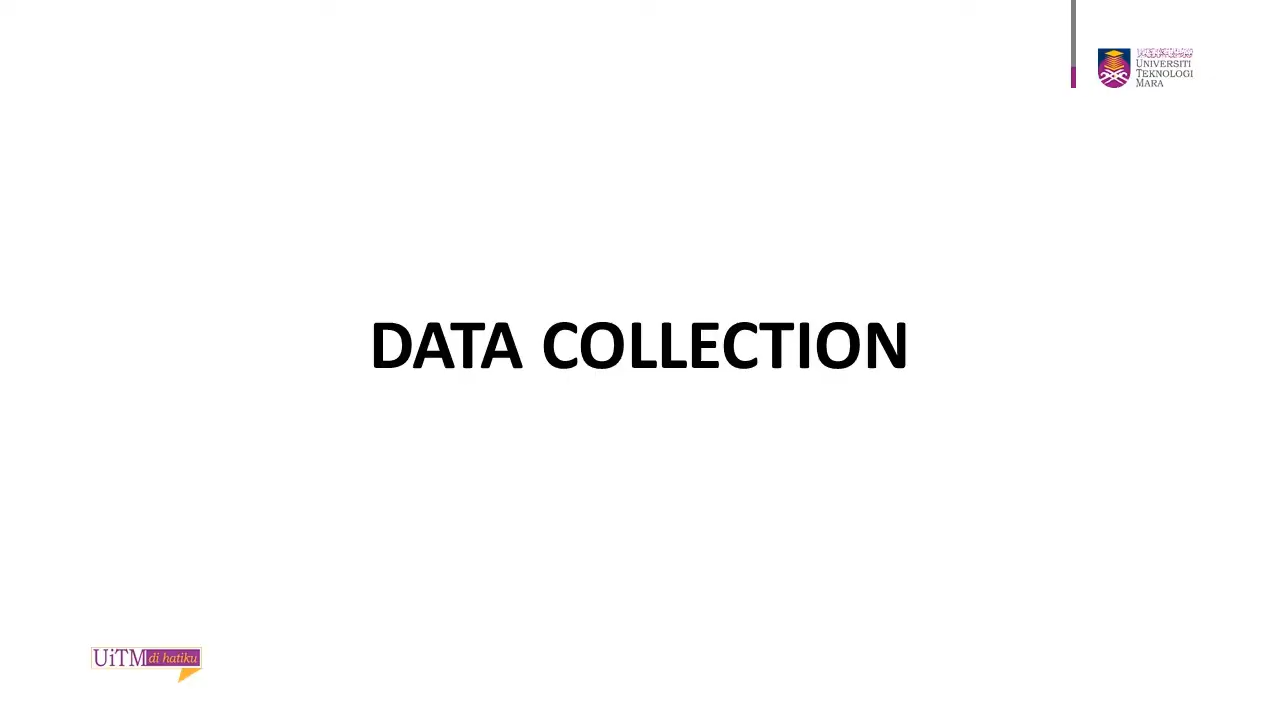 UNIVERSITI
TEKNOLOGI
MARA
DATA COLLECTION
UiTM di hatiku